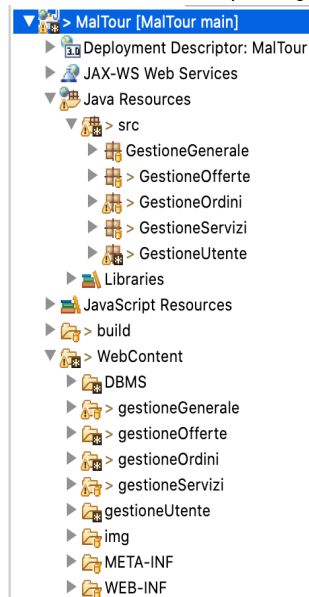 > MalTour [MalTour main]
Deployment Descriptor: MalTour
JAX-WS Web Services
Java Resources
> src
GestioneGenerale
> GestioneOfferte
> GestioneOrdini
> GestioneServizi
> GestioneUtente
Libraries
JavaScript Resources
> build
> WebContent
DBMS
> gestioneGenerale
> gestioneOfferte
> gestioneOrdini
> gestioneServizi
gestioneUtente
img
META-INF
WEB-INF